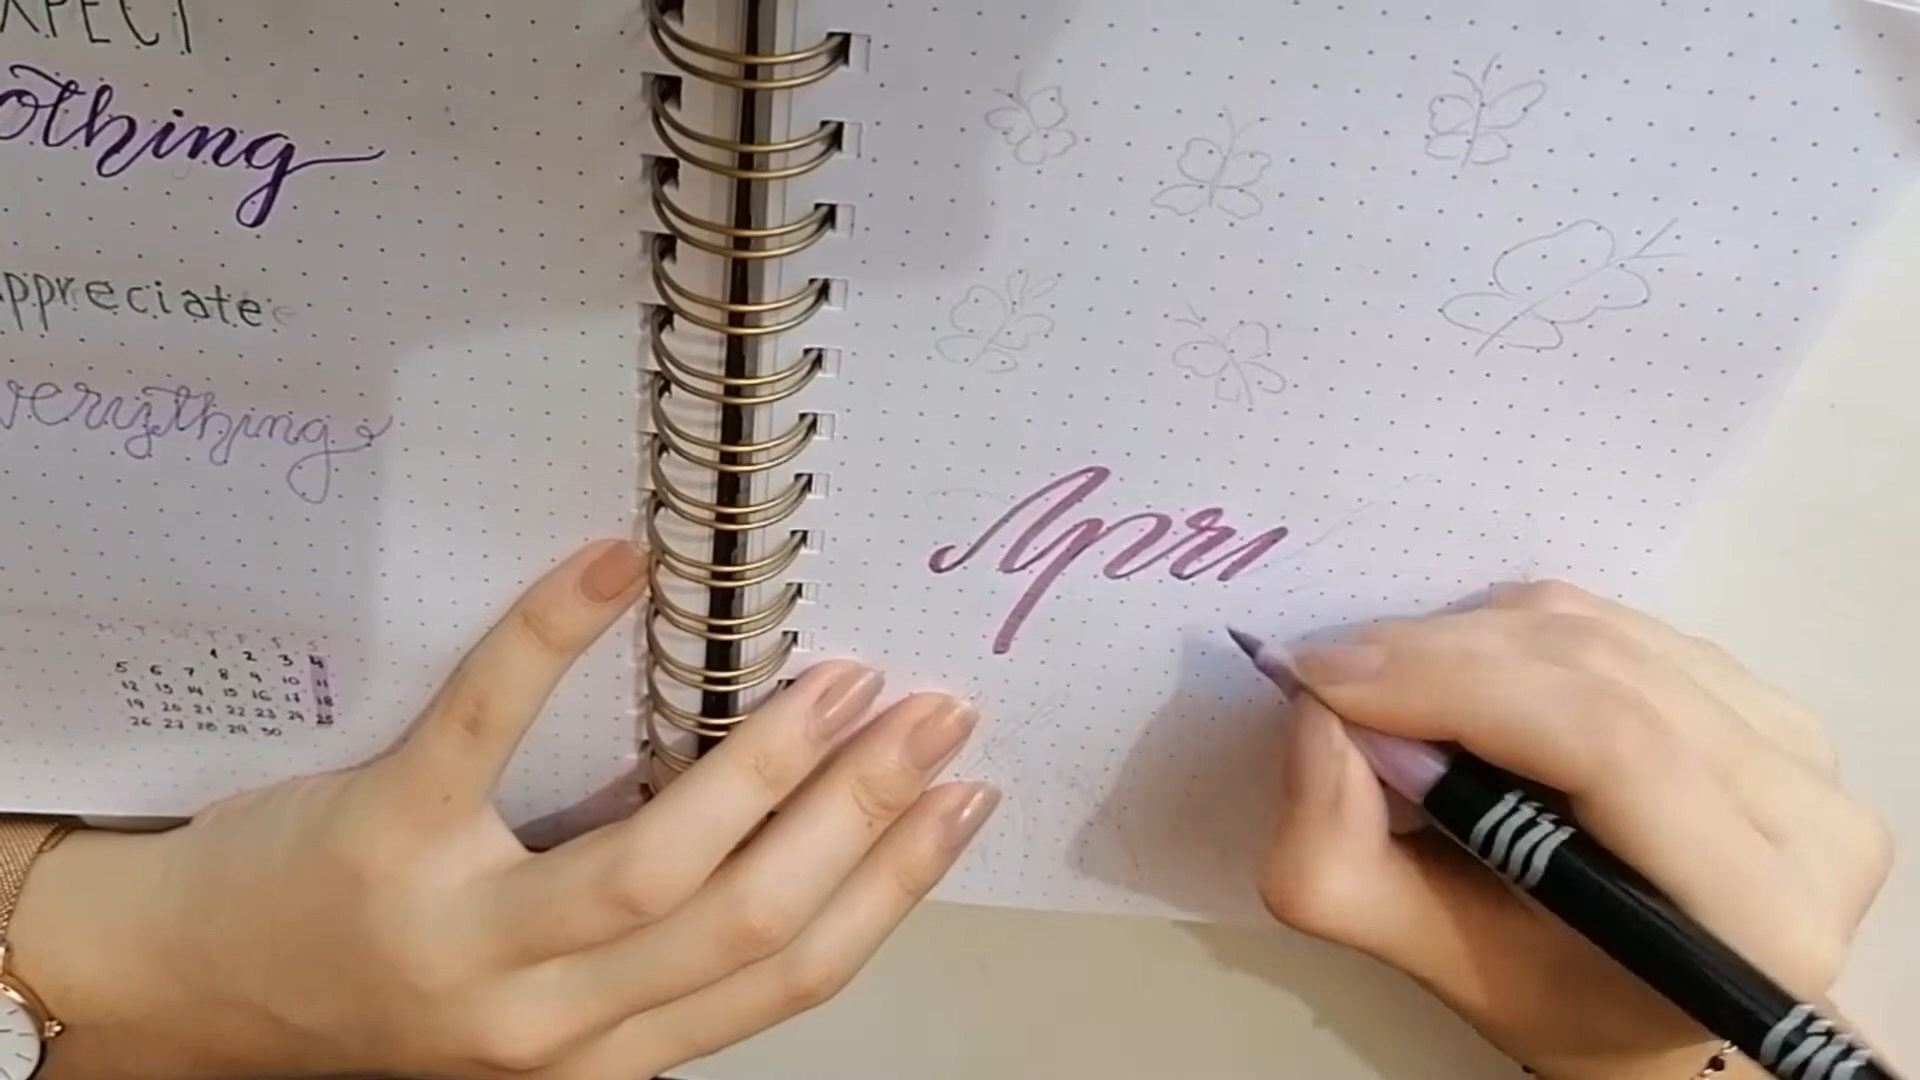 XPECT
othing
ppreciate
verything
M T W T F S S
1 2 3 4
5 6 7 8 9 10 11
12 13 14 15 16 17 18
19 20 21 22 23 24 25
26 27 28 29 30
Apri